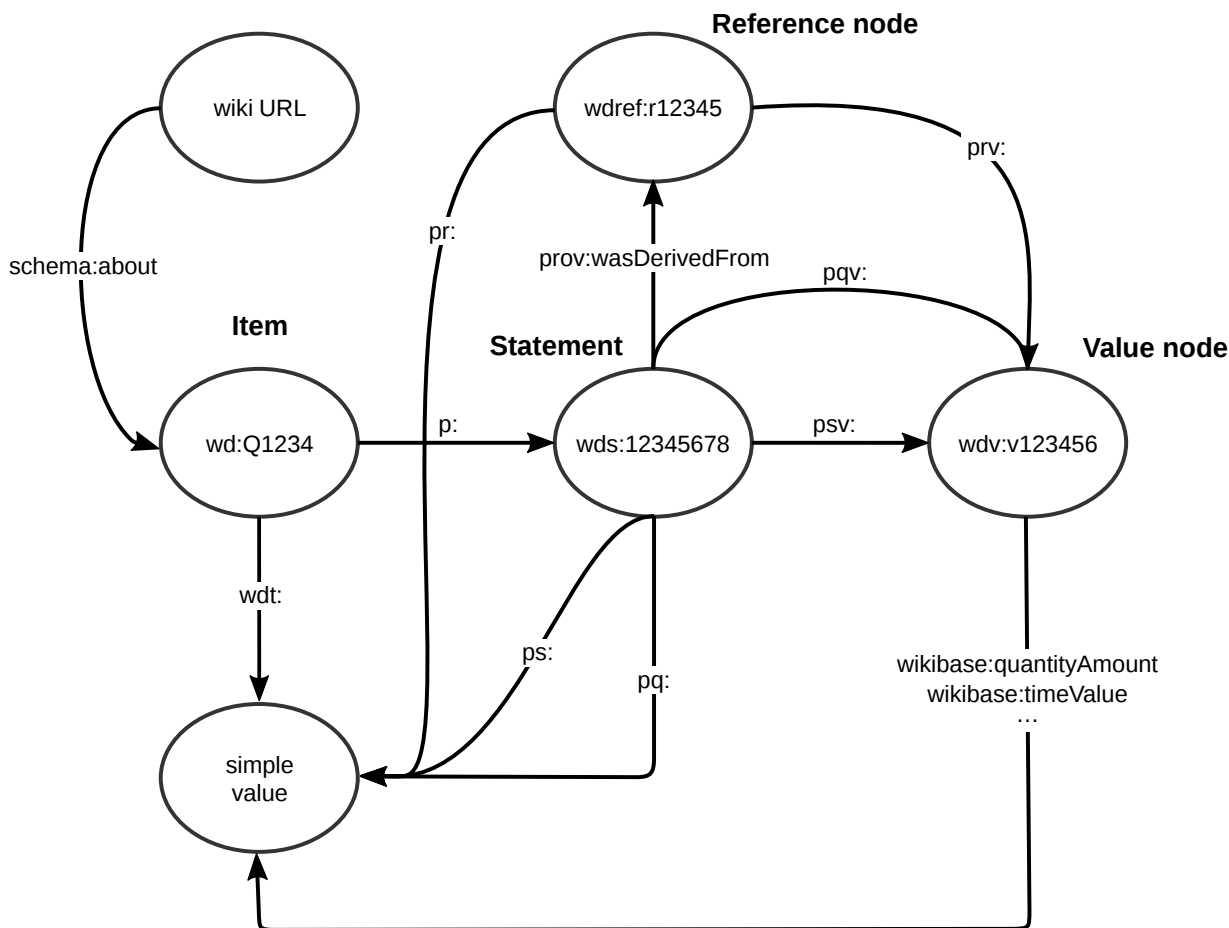 Reference node
wiki URL
wdref:r12345
prv:
pr:
prov:wasDerivedFrom
schema:about
pqv:
Item
Statement
Value node
wd:Q1234
p:
wds:12345678
psv:
wdv:v123456
wdt:
ps:
pq:
wikibase:quantityAmount
wikibase:timeValue
...
simple
value